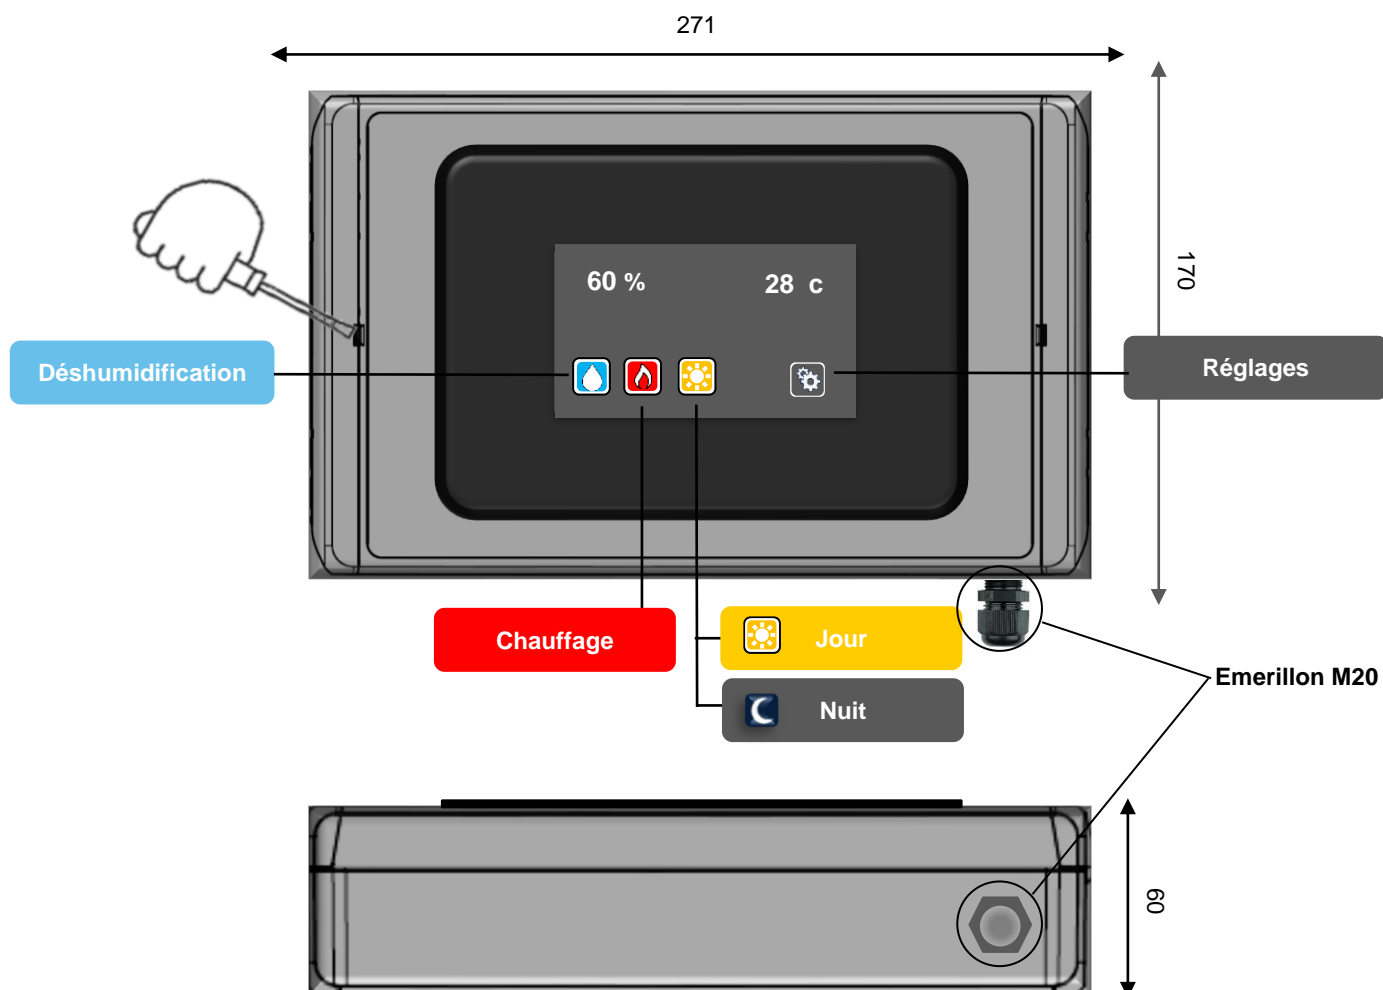 271
170
60 %
28 c
Déshumidification
Réglages
Chauffage
Jour
Emerillon M20
Nuit
60